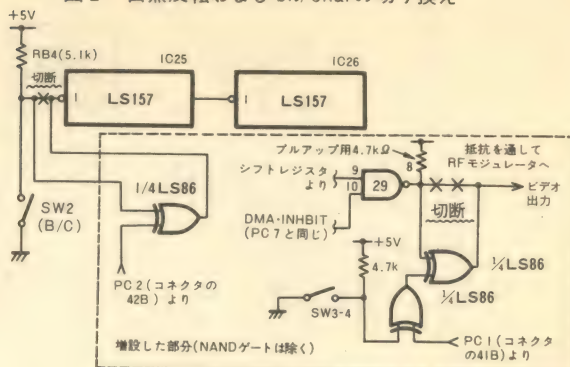 +5V
RB4(5.1k)
切断
IC25
LS157
1
IC26
LS157
1
SW2
(B/C)
1/4LS86
PC2(コネクタの
42B)より
プルアップ用4.7kΩ
シフトレジスタ
より
9
10
29
8
抵抗を通して
RFモジュレータへ
ビデオ
出力
切断
DMA・INHBIT
(PC7と同じ)
+5V
4.7k
SW3-4
1/4LS86
1/4LS86
PC1(コネクタ
の41B)より
増設した部分(NANDゲートは除く)